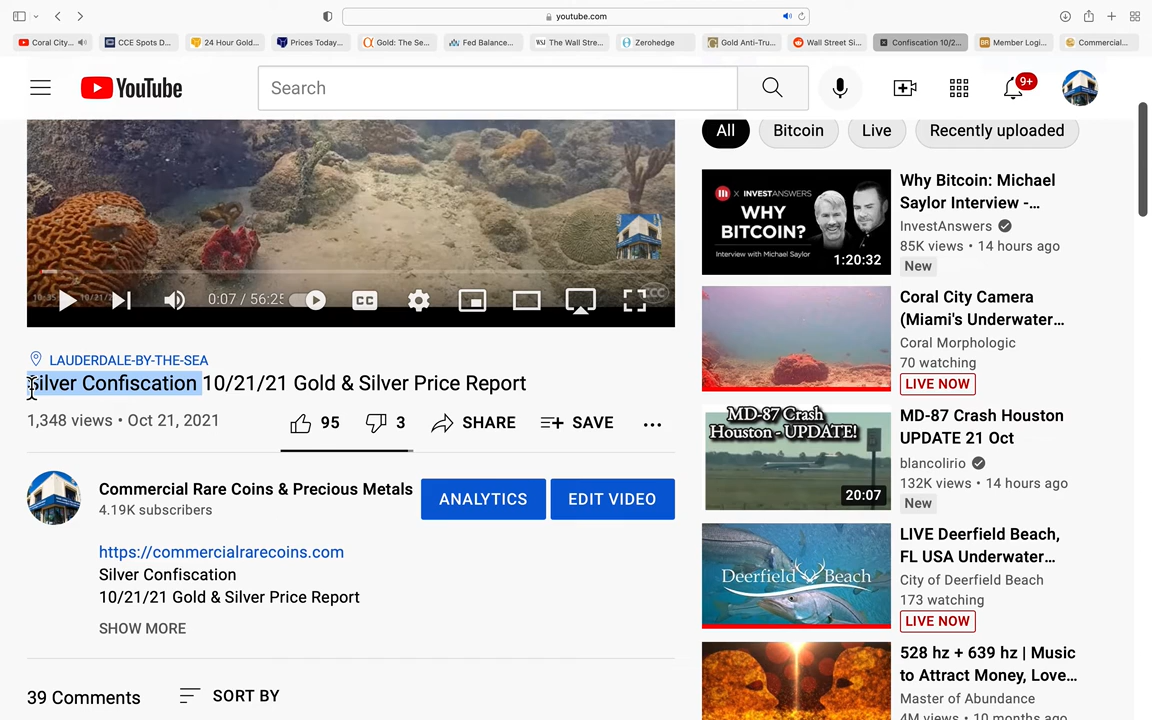 youtube.com
Coral City...
CCE Spots D...
24 Hour Gold...
Prices Today...
Gold: The Se...
Fed Balance...
WSJ The Wall Stre...
Zerohedge
Gold Anti-Tru...
Wall Street Si...
Confiscation 10/2...
BR Member Logi...
Commercial...
YouTube
Search
9+
All
Bitcoin
Live
Recently uploaded
INVESTANSWERS
WHY
BITCOIN?
Interview with Michael Saylor
1:20:32
Why Bitcoin: Michael
Saylor Interview -...
InvestAnswers
85K views • 14 hours ago
New
0:07 / 56:25
CC
LAUDERDALE-BY-THE-SEA
Silver Confiscation 10/21/21 Gold & Silver Price Report
1,348 views • Oct 21, 2021
95
3
SHARE
SAVE
...
Commercial Rare Coins & Precious Metals
4.19K subscribers
ANALYTICS
EDIT VIDEO
https://commercialrarecoins.com
Silver Confiscation
10/21/21 Gold & Silver Price Report
SHOW MORE
39 Comments
SORT BY
Coral City Camera
(Miami's Underwater...
Coral Morphologic
70 watching
LIVE NOW
MD-87 Crash
Houston - UPDATE!
20:07
MD-87 Crash Houston
UPDATE 21 Oct
blancolirio
132K views • 14 hours ago
New
Deerfield Beach
LIVE Deerfield Beach,
FL USA Underwater...
City of Deerfield Beach
173 watching
LIVE NOW
528 hz + 639 hz | Music
to Attract Money, Love...
Master of Abundance
4M views • 10 months ago